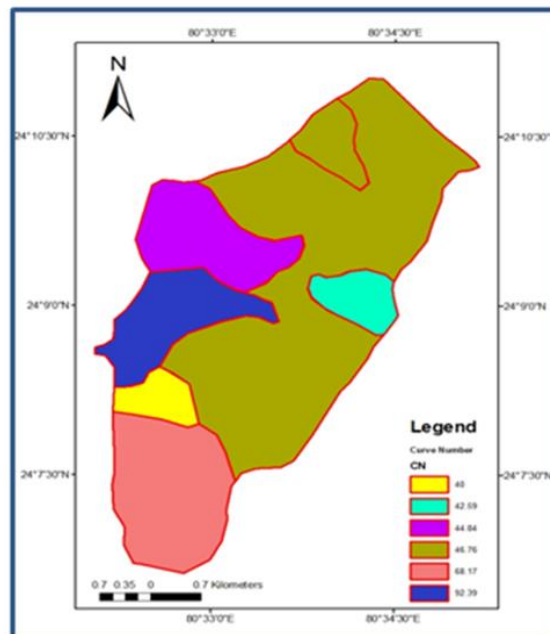 80°33'0"E 80°34'30"E
N
24°10'30"N 24°10'30"N
24°9'0"N 24°9'0"N
Legend
Curve Number
CN
40
42.59
44.84
46.76
68.17
92.39
24°7'30"N 24°7'30"N
0.7 0.35 0 0.7 Kilometers
80°33'0"E 80°34'30"E